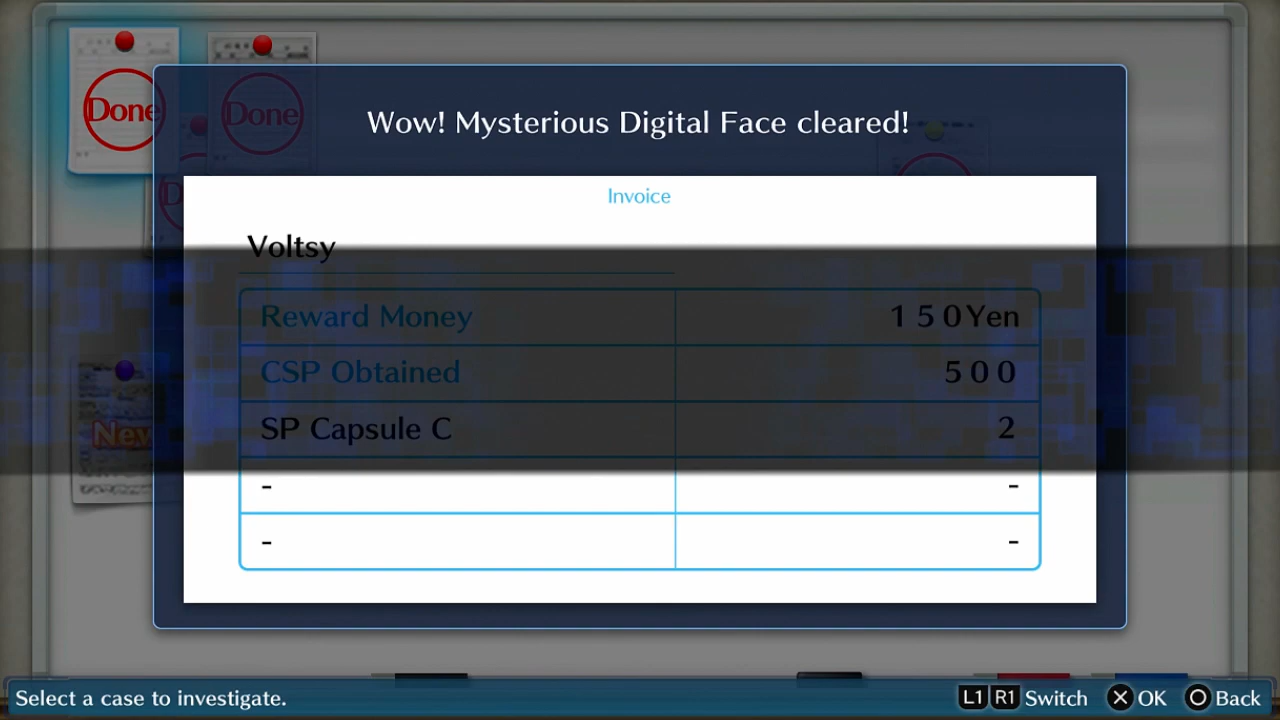 Done
Done
Wow! Mysterious Digital Face cleared!
Invoice
Voltsy
Reward Money 150Yen
CSP Obtained 500
SP Capsule C 2
- -
- -
New
Select a case to investigate.
L1 R1 Switch X OK O Back